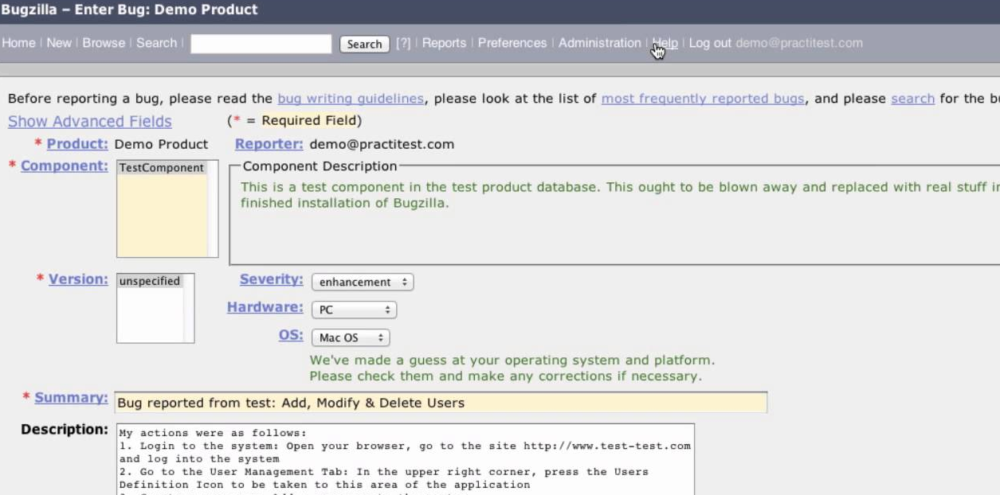 Bugzilla – Enter Bug: Demo Product
Home | New | Browse | Search | Search [?] | Reports | Preferences | Administration | Help | Log out demo@practitest.com
Before reporting a bug, please read the bug writing guidelines, please look at the list of most frequently reported bugs, and please search for the
Show Advanced Fields (* = Required Field)
* Product: Demo Product Reporter: demo@practitest.com
* Component: TestComponent Component Description
This is a test component in the test product database. This ought to be blown away and replaced with real stuff in
finished installation of Bugzilla.
* Version: unspecified Severity: enhancement
Hardware: PC
OS: Mac OS
We've made a guess at your operating system and platform.
Please check them and make any corrections if necessary.
* Summary: Bug reported from test: Add, Modify & Delete Users
Description: My actions were as follows:
1. Login to the system: Open your browser, go to the site http://www.test-test.com
and log into the system
2. Go to the User Management Tab: In the upper right corner, press the Users
Definition Icon to be taken to this area of the application